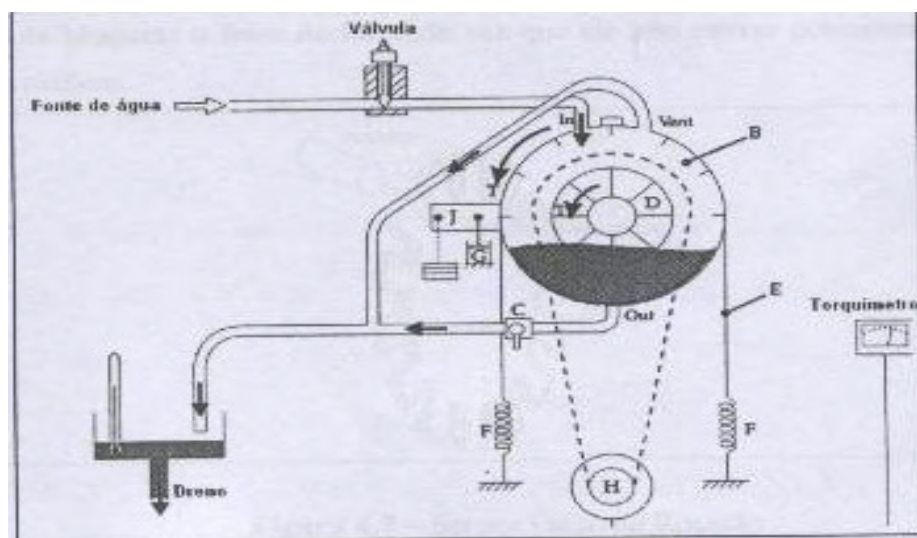 Válvula
Fonte de água
In
Vent
B
T
D
J
G
E
C
Out
Torquímetro
F
F
H
Dreno